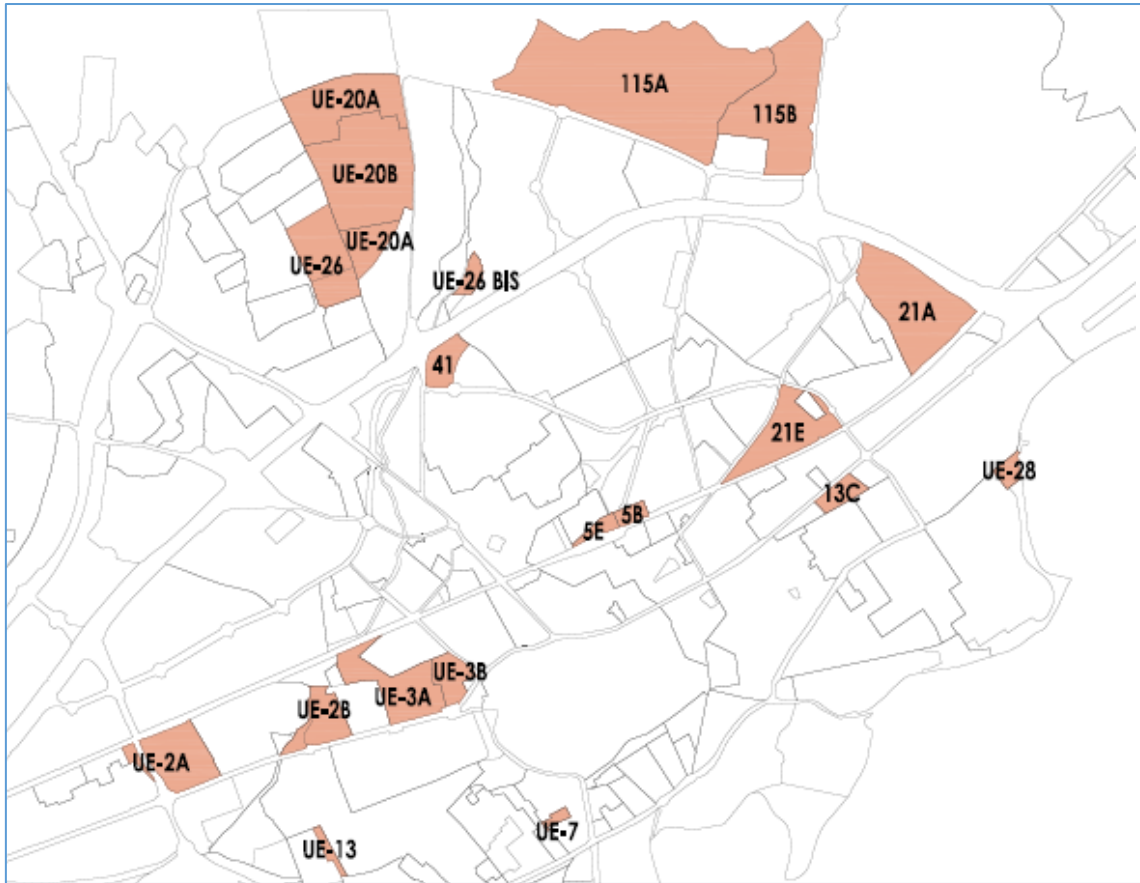 115A
UE-20A
115B
UE-20B
UE-20A
UE-26
UE-26 BIS
21A
41
21E
UE-28
13C
5B
5E
UE-3B
UE-3A
UE-2B
UE-2A
UE-7
UE-13